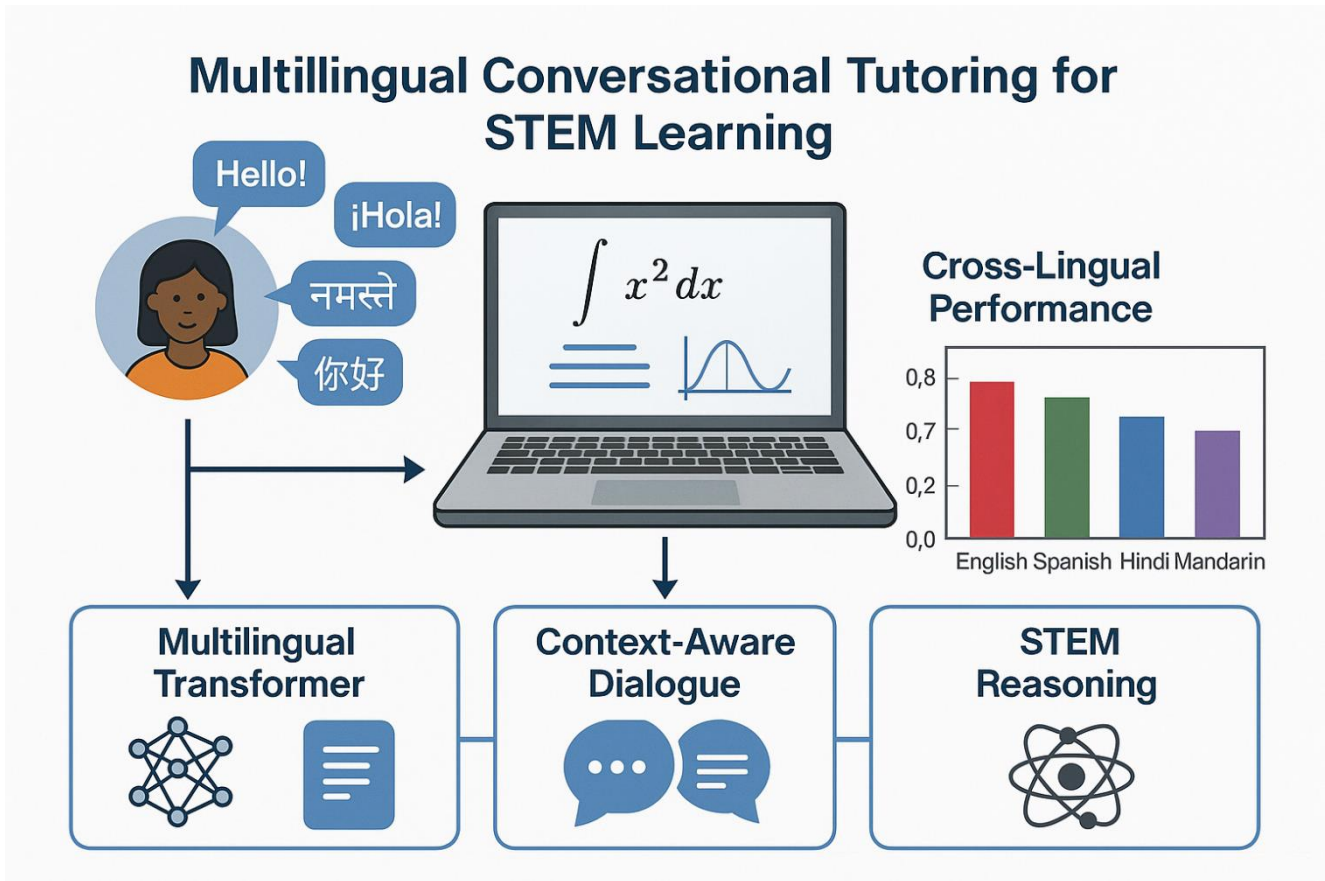 Multillingual Conversational Tutoring for
STEM Learning
Hello!
¡Hola!
नमस्ते
你好
∫ x² dx
Cross-Lingual
Performance
0,8
0,7
0,2
0,0
English Spanish Hindi Mandarin
Multilingual
Transformer
Context-Aware
Dialogue
STEM
Reasoning